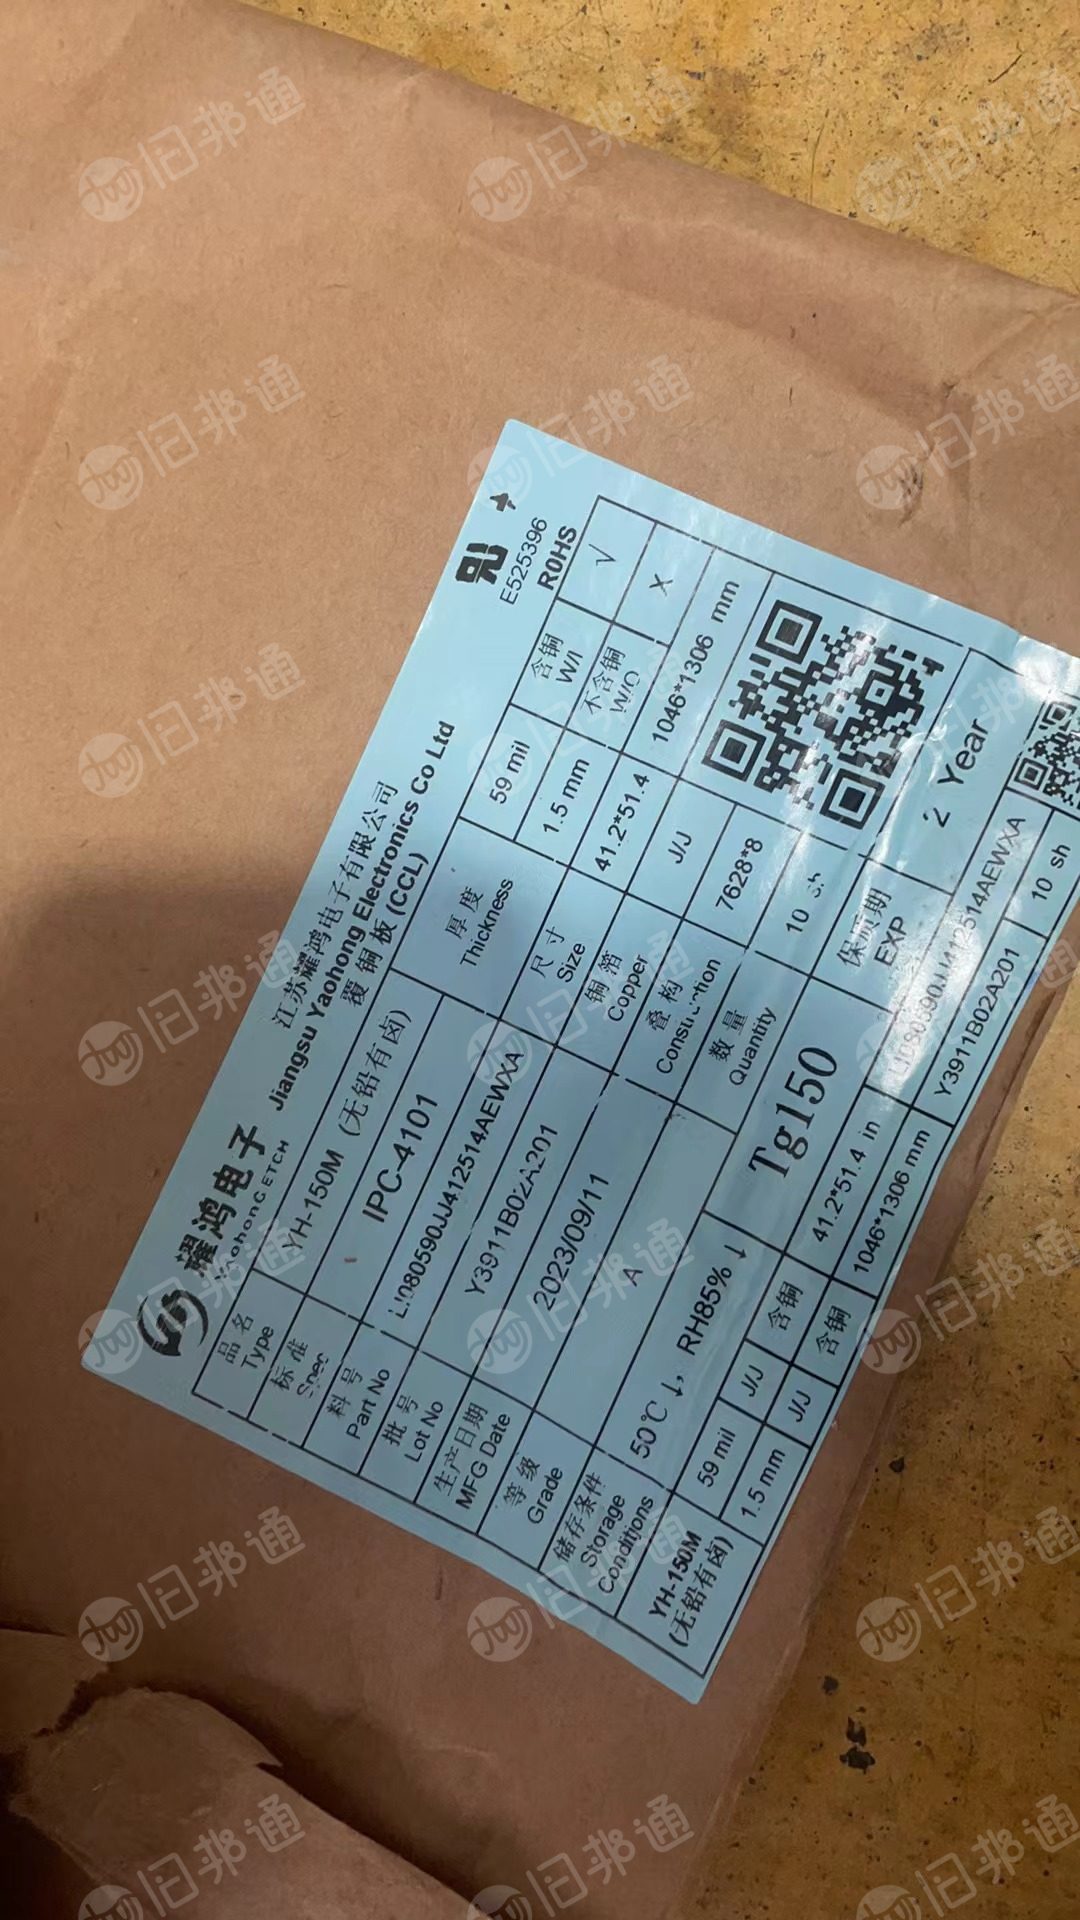 耀鸿电子
YaohonGETCH
江苏耀鸿电子有限公司
Jiangsu Yaohong Electronics Co Ltd
覆铜板(CCL)
E525396
R0HS
品名
Type
YH-150M (无铅有卤)
厚度
Thickness
59 mil
1.5 mm
含铜
W/I
√
不含铜
W/O
X
标准
Spec
IPC-4101
料号
Part No
LI080590JJ412514AEWXA
尺寸
Size
41.2*51.4
1046*1306 mm
批号
Lot No
Y3911B02A201
铜箔
Copper
J/J
生产日期
MFG Date
2023/09/11
叠构
Construction
7628*8
等级
Grade
A
数量
Quantity
10 sh
储存条件
Storage
Conditions
50℃ ↓, RH85% ↓
Tg150
保质期
EXP
2 Year
YH-150M
(无铅有卤)
59 mil
J/J
含铜
41.2*51.4 in
LI080590JJ412514AEWXA
1.5 mm
J/J
含铜
1046*1306 mm
Y3911B02A201
10 sh
旧邦通